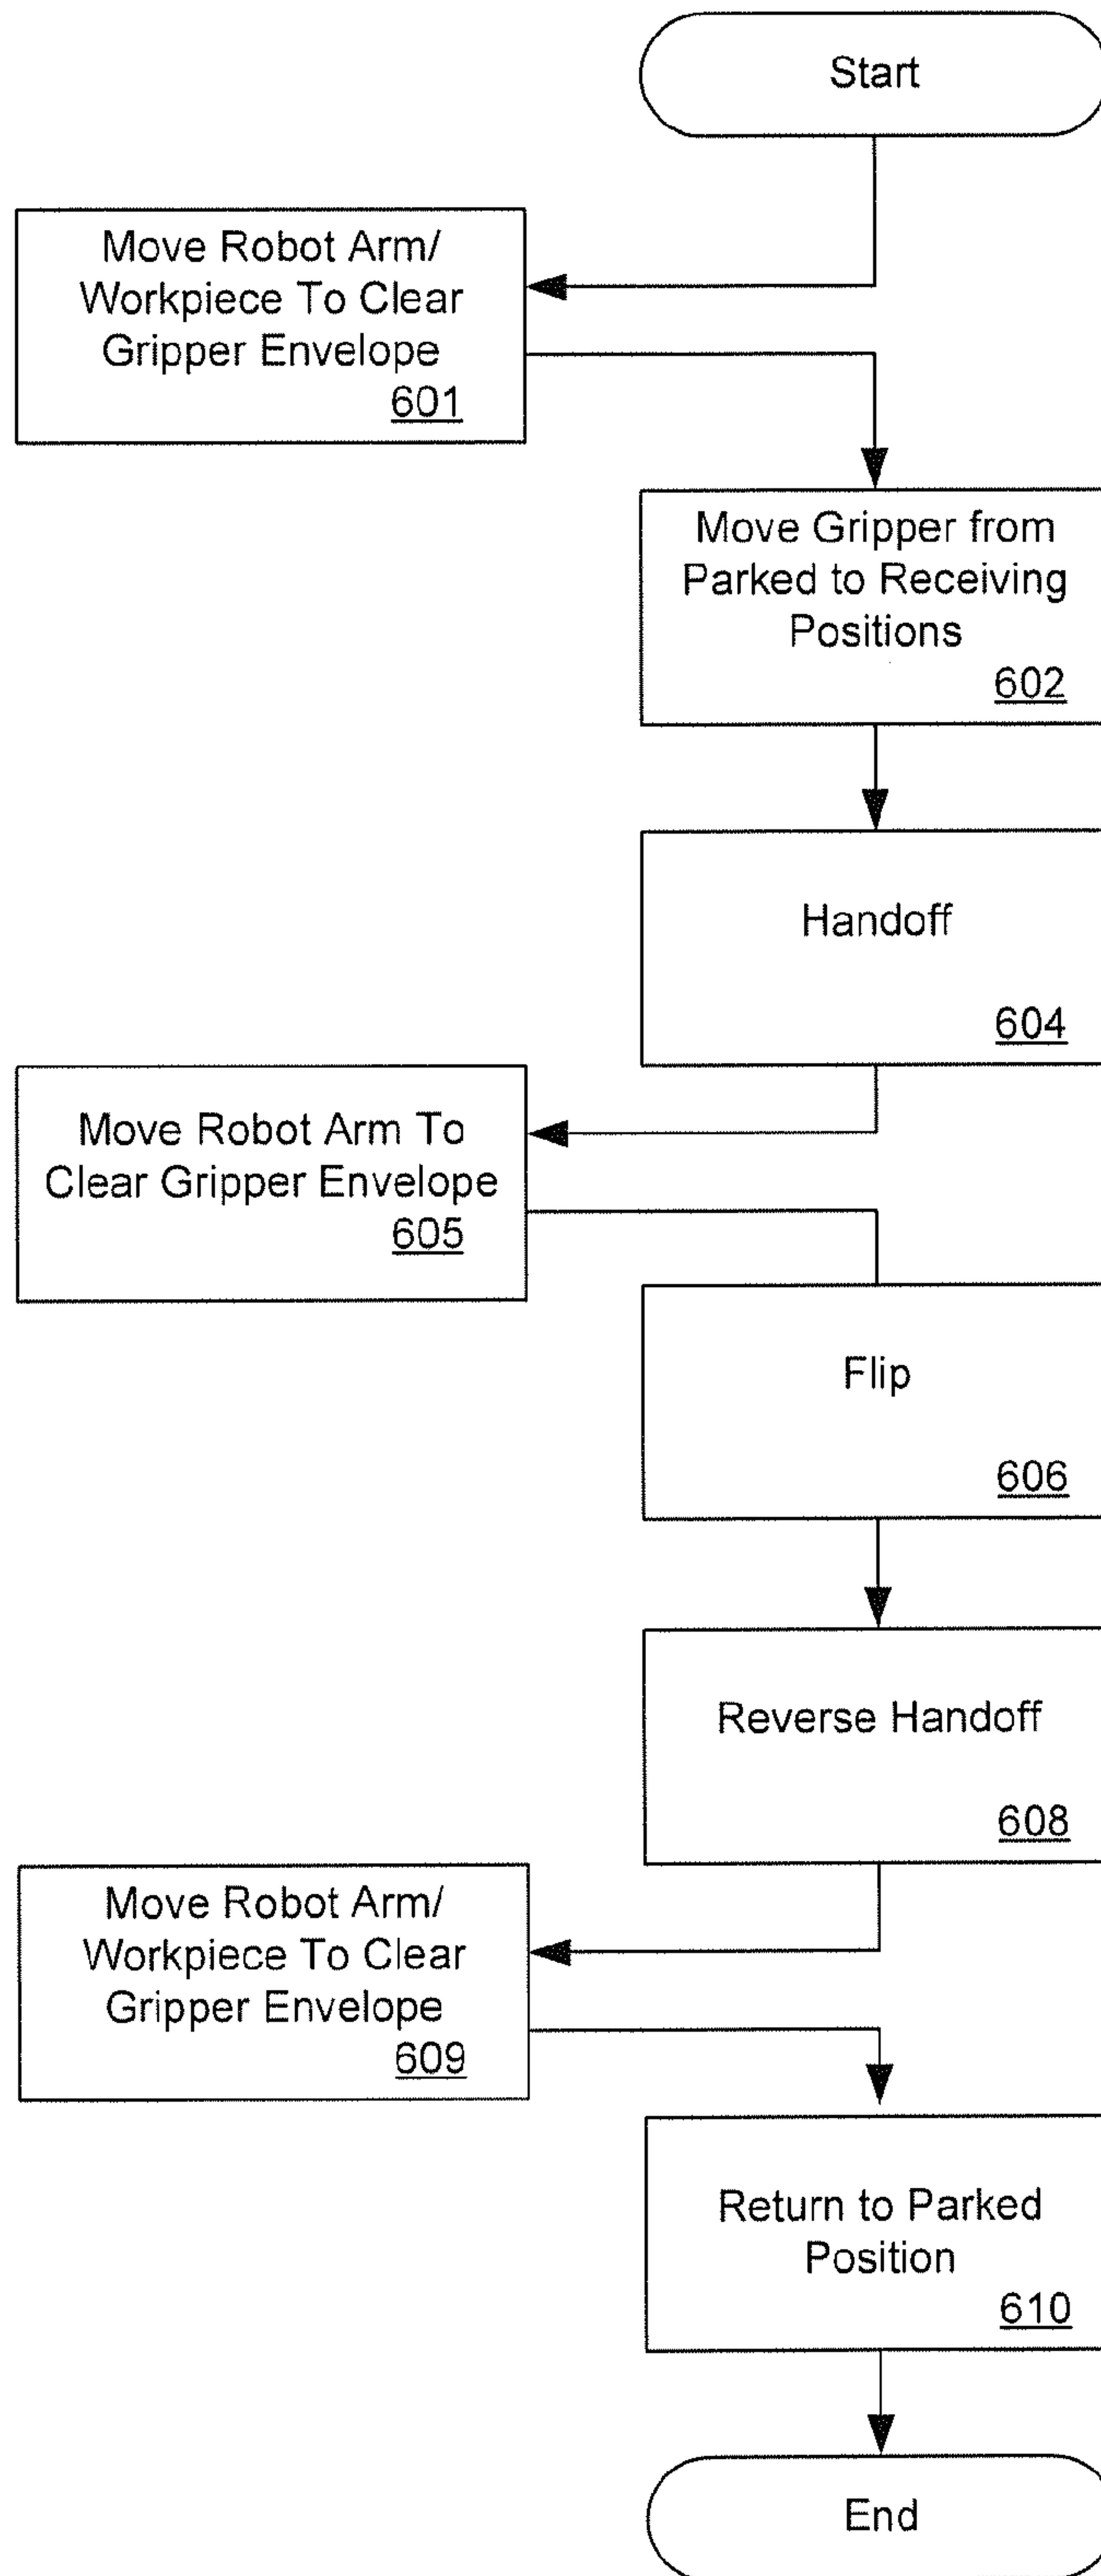 Start
Move Robot Arm/
Workpiece To Clear
Gripper Envelope
601
Move Gripper from
Parked to Receiving
Positions
602
Handoff
604
Move Robot Arm To
Clear Gripper Envelope
605
Flip
606
Reverse Handoff
608
Move Robot Arm/
Workpiece To Clear
Gripper Envelope
609
Return to Parked
Position
610
End